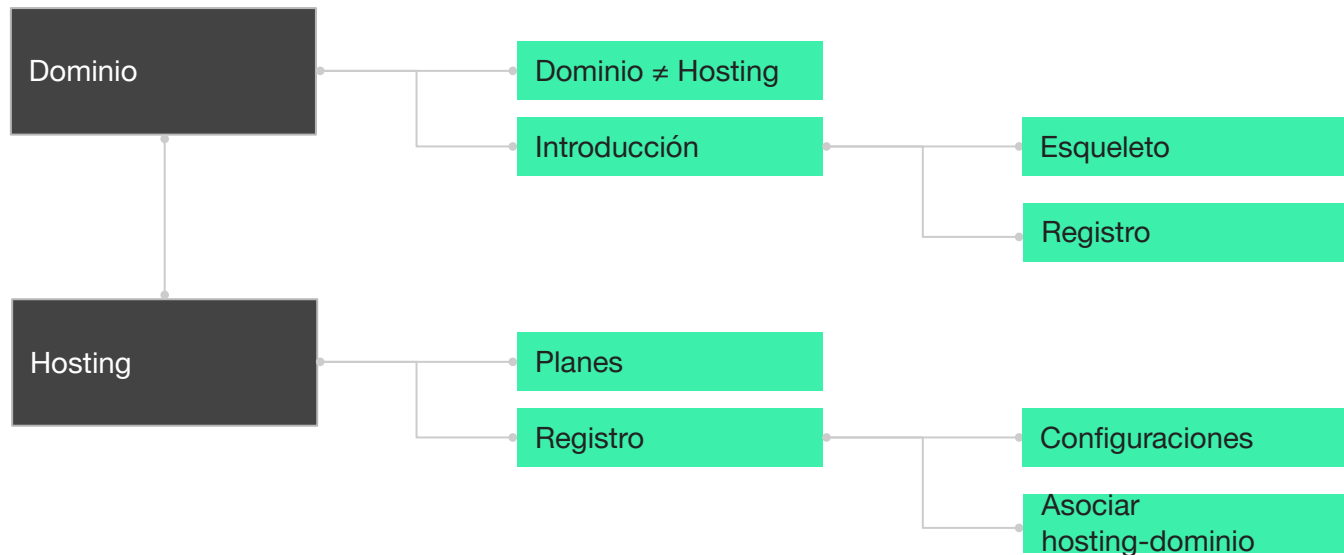 Dominio
Dominio ≠ Hosting
Introducción
Esqueleto
Registro
Hosting
Planes
Registro
Configuraciones
Asociar
hosting-dominio